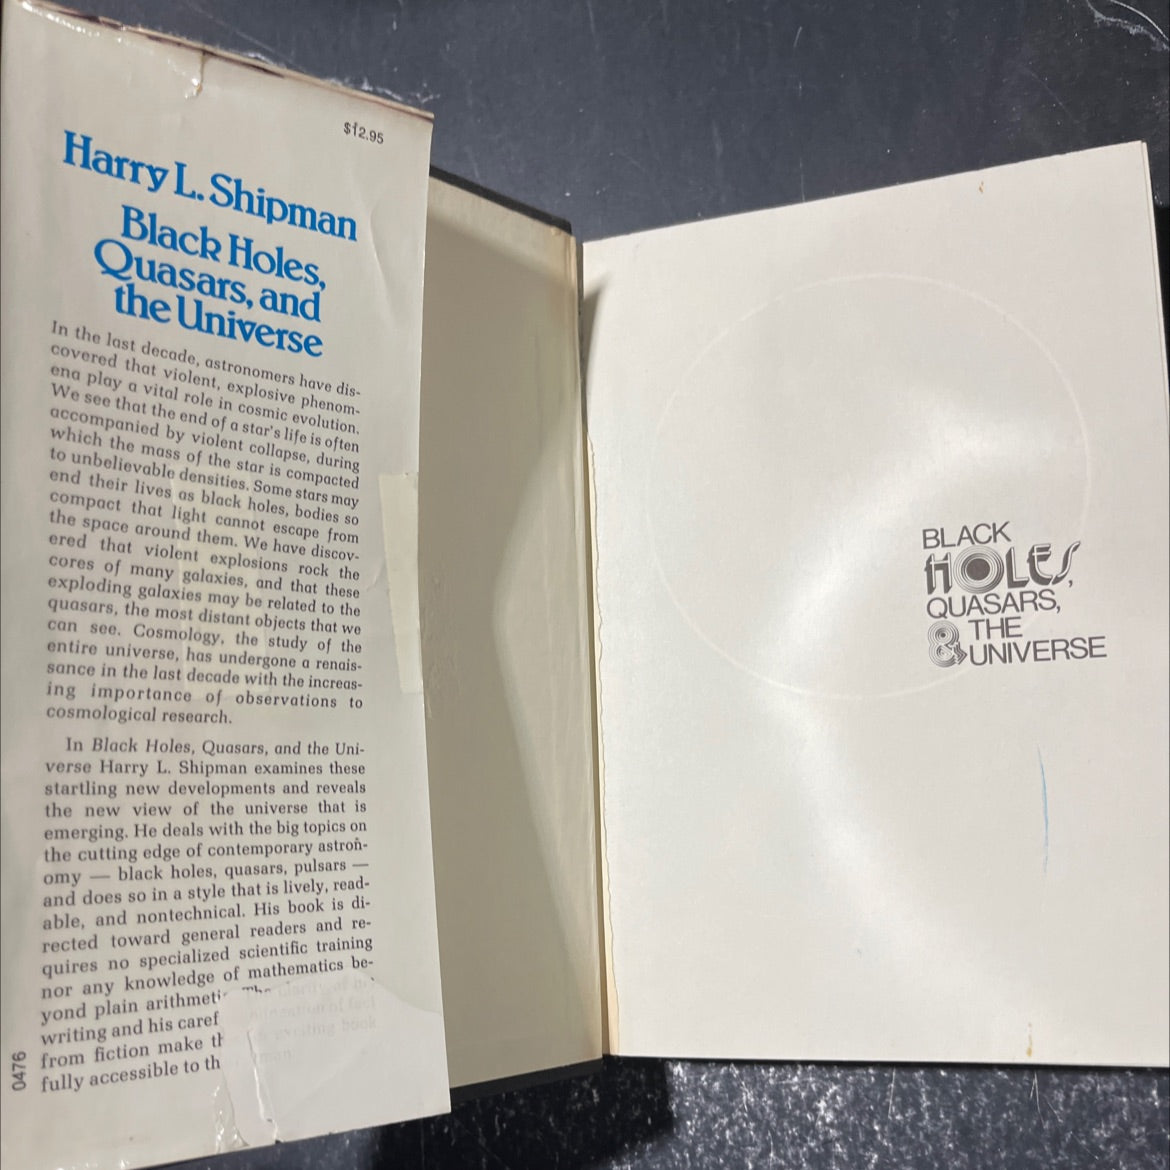 $12.95
Harry L. Shipman
Black Holes,
Quasars, and
the Universe
In the last decade, astronomers have dis-
covered that violent, explosive phenom-
ena play a vital role in cosmic evolution.
We see that the end of a star's life is often
accompanied by violent collapse, during
which the mass of the star is compacted
to unbelievable densities. Some stars may
end their lives as black holes, bodies so
compact that light cannot escape from
the space around them. We have discov-
ered that violent explosions rock the
cores of many galaxies, and that these
exploding galaxies may be related to the
quasars, the most distant objects that we
can see. Cosmology, the study of the
entire universe, has undergone a renais-
sance in the last decade with the increas-
ing importance of observations to
cosmological research.
In Black Holes, Quasars, and the Uni-
verse Harry L. Shipman examines these
startling new developments and reveals
the new view of the universe that is
emerging. He deals with the big topics on
the cutting edge of contemporary astron-
omy — black holes, quasars, pulsars —
and does so in a style that is lively, read-
able, and nontechnical. His book is di-
rected toward general readers and re-
quires no specialized scientific training
nor any knowledge of mathematics be-
yond plain arithmeti The clarity of hi
writing and his caref of fact
from fiction make th exciting book
fully accessible to th
0476
BLACK
HOLES,
QUASARS,
& THE
UNIVERSE